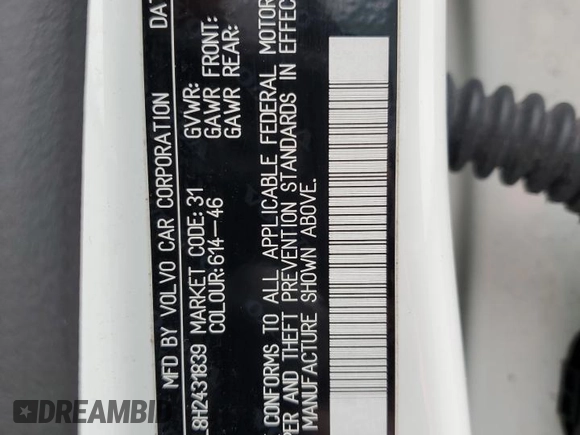 MFD BY VOLVO CAR CORPORATION DAT
8H2431839 MARKET CODE: 31 GVWR:
COLOUR: 614-46 GAWR FRONT:
GAWR REAR:
CONFORMS TO ALL APPLICABLE FEDERAL MOTOR
PER AND THEFT PREVENTION STANDARDS IN EFFEC
MANUFACTURE SHOWN ABOVE.
DREAMBID